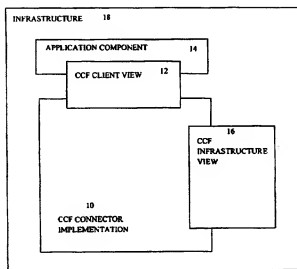 INFRASTRUCTURE 18
APPLICATION COMPONENT 14
CCF CLIENT VIEW 12
16
CCF
INFRASTRUCTURE
VIEW
10
CCF CONNECTOR
IMPLEMENTATION